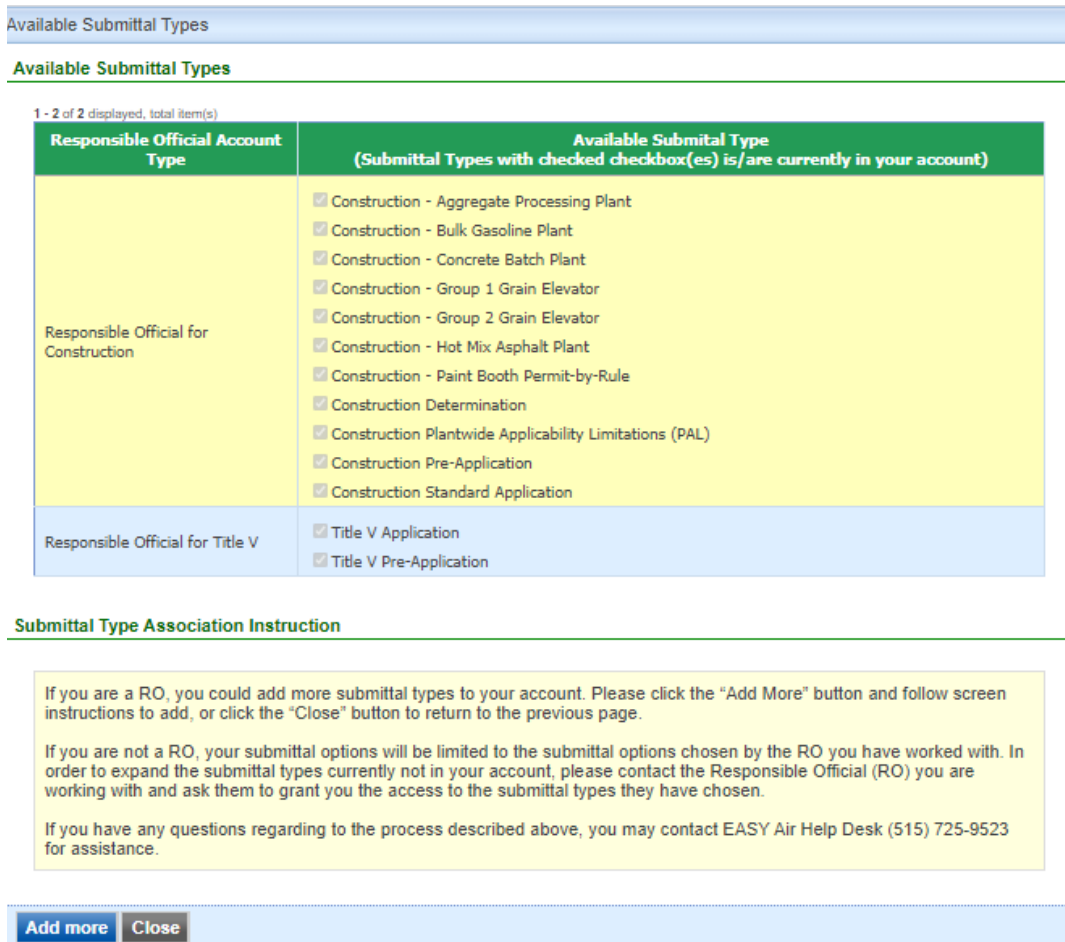 Available Submittal Types
Available Submittal Types
1 - 2 of 2 displayed, total item(s)
Responsible Official Account
Type
Available Submital Type
(Submittal Types with checked checkbox(es) is/are currently in your account)
Responsible Official for
Construction
Construction - Aggregate Processing Plant
Construction - Bulk Gasoline Plant
Construction - Concrete Batch Plant
Construction - Group 1 Grain Elevator
Construction - Group 2 Grain Elevator
Construction - Hot Mix Asphalt Plant
Construction - Paint Booth Permit-by-Rule
Construction Determination
Construction Plantwide Applicability Limitations (PAL)
Construction Pre-Application
Construction Standard Application
Responsible Official for Title V
Title V Application
Title V Pre-Application
Submittal Type Association Instruction
If you are a RO, you could add more submittal types to your account. Please click the “Add More” button and follow screen
instructions to add, or click the “Close” button to return to the previous page.
If you are not a RO, your submittal options will be limited to the submittal options chosen by the RO you have worked with. In
order to expand the submittal types currently not in your account, please contact the Responsible Official (RO) you are
working with and ask them to grant you the access to the submittal types they have chosen.
If you have any questions regarding to the process described above, you may contact EASY Air Help Desk (515) 725-9523
for assistance.
Add more
Close